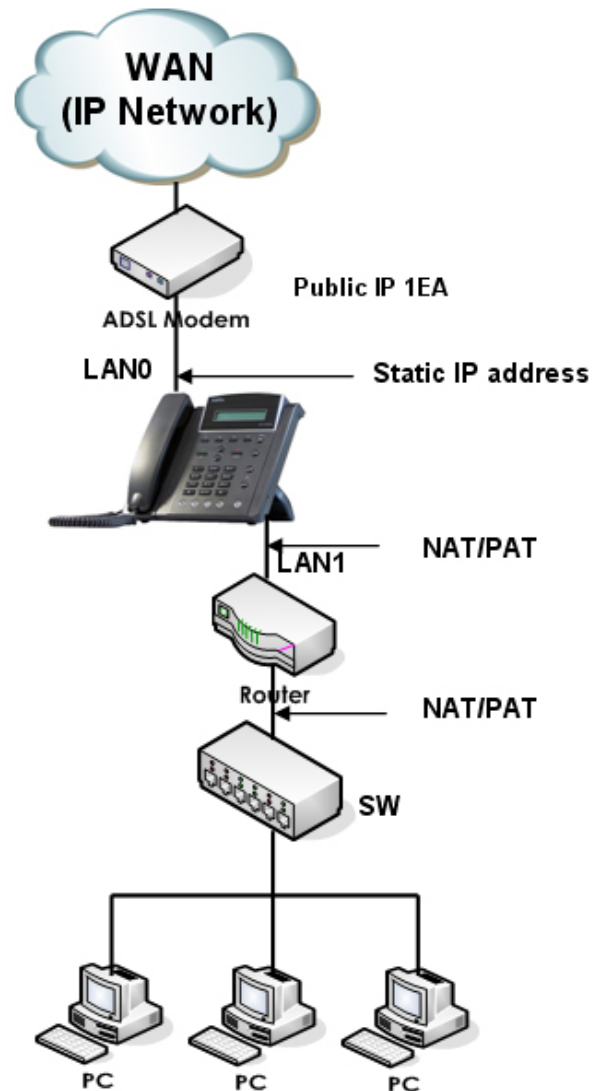 WAN
(IP Network)
Public IP 1EA
ADSL Modem
LAN0
Static IP address
NAT/PAT
LAN1
Router
NAT/PAT
SW
PC
PC
PC